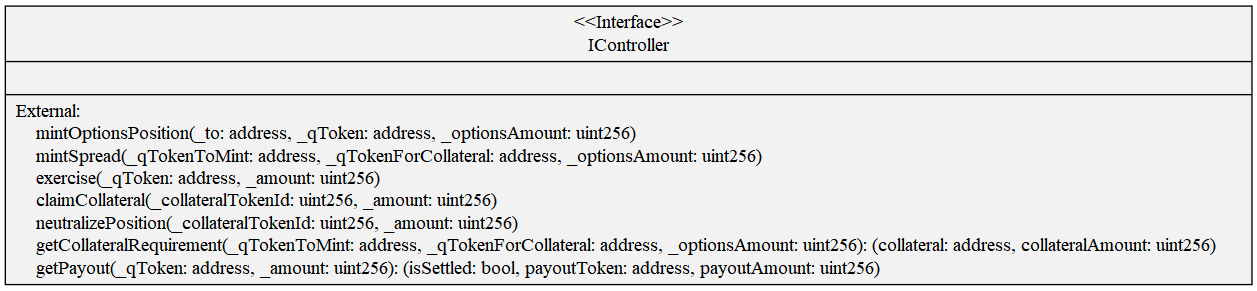 <<Interface>>
IController
External:
mintOptionsPosition(_to: address, _qToken: address, _optionsAmount: uint256)
mintSpread(_qTokenToMint: address, _qTokenForCollateral: address, _optionsAmount: uint256)
exercise(_qToken: address, _amount: uint256)
claimCollateral(_collateralTokenId: uint256, _amount: uint256)
neutralizePosition(_collateralTokenId: uint256, _amount: uint256)
getCollateralRequirement(_qTokenToMint: address, _qTokenForCollateral: address, _optionsAmount: uint256): (collateral: address, collateralAmount: uint256)
getPayout(_qToken: address, _amount: uint256): (isSettled: bool, payoutToken: address, payoutAmount: uint256)